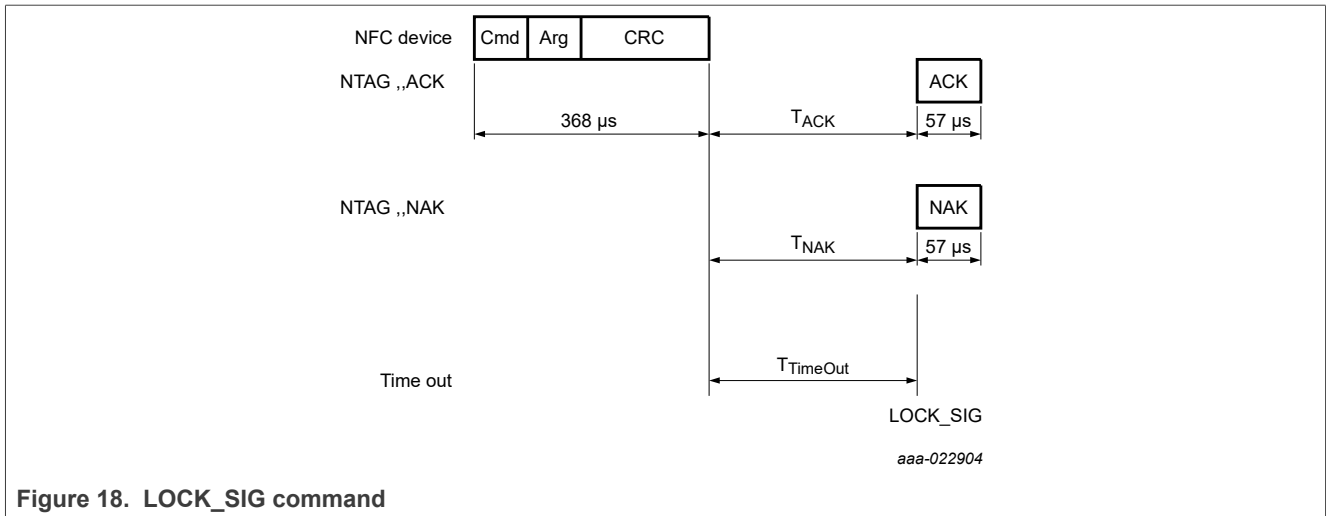 NFC device Cmd Arg CRC
NTAG ,,ACK ACK
368 µs TACK 57 µs
NTAG ,,NAK NAK
TNAK 57 µs
Time out TTimeOut
LOCK_SIG
aaa-022904
Figure 18. LOCK_SIG command